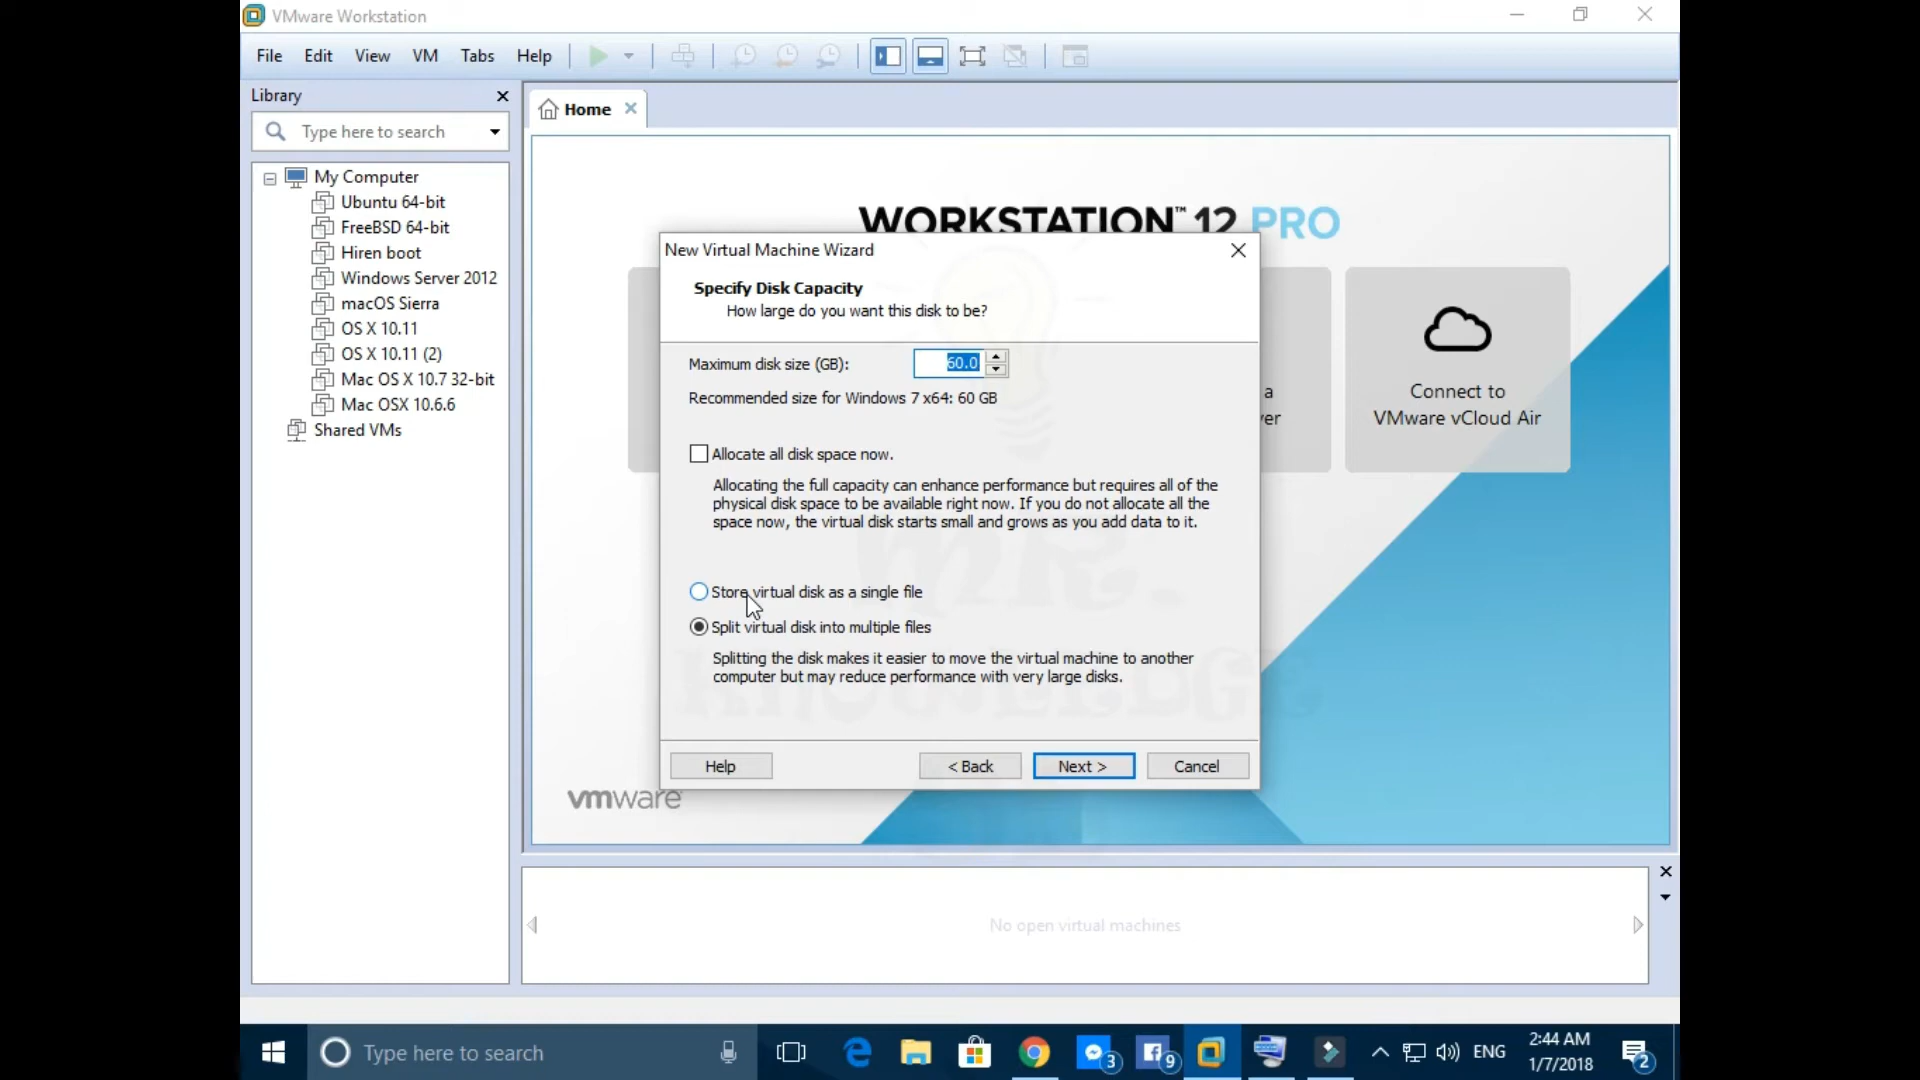 VMware Workstation
File Edit View VM Tabs Help
Library
Home
Type here to search
My Computer
Ubuntu 64-bit
FreeBSD 64-bit
Hiren boot
Windows Server 2012
macOS Sierra
OS X 10.11
OS X 10.11 (2)
Mac OS X 10.7 32-bit
Mac OSX 10.6.6
Shared VMs
WORKSTATION™ 12 PRO
New Virtual Machine Wizard
Specify Disk Capacity
How large do you want this disk to be?
Maximum disk size (GB): 60.0
Recommended size for Windows 7 x64: 60 GB
Allocate all disk space now.
Allocating the full capacity can enhance performance but requires all of the
physical disk space to be available right now. If you do not allocate all the
space now, the virtual disk starts small and grows as you add data to it.
Store virtual disk as a single file
Split virtual disk into multiple files
Splitting the disk makes it easier to move the virtual machine to another
computer but may reduce performance with very large disks.
Help < Back Next > Cancel
a
er
Connect to
VMware vCloud Air
MR.
KNOWLEDGE
vmware
No open virtual machines
Type here to search
3
9
ENG
2:44 AM
1/7/2018
2